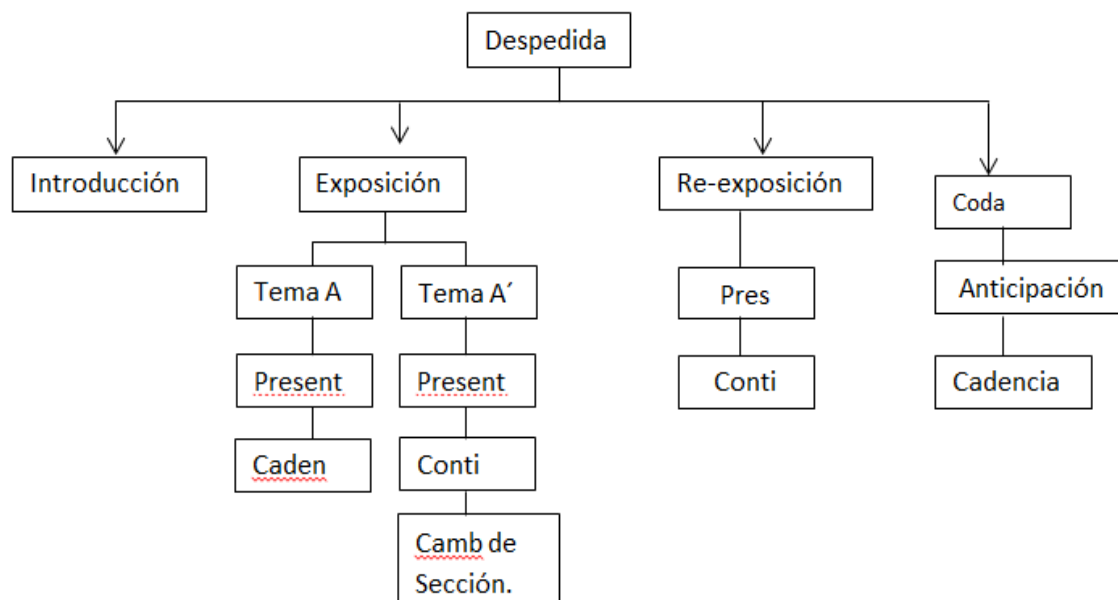 Despedida
Introducción
Exposición
Re-exposición
Coda
Tema A
Tema A´
Pres
Anticipación
Present
Present
Conti
Cadencia
Caden
Conti
Camb de
Sección.